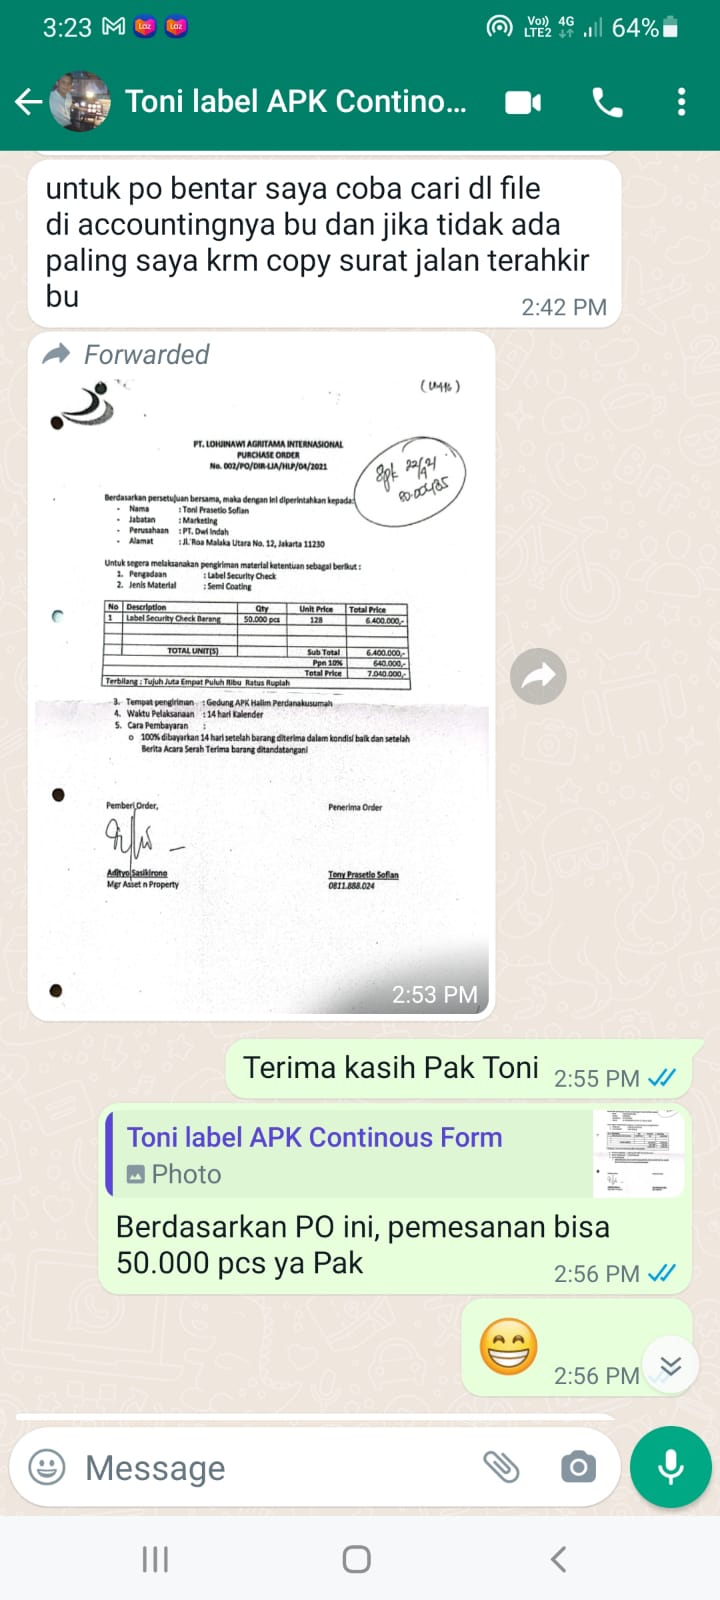 3:23
Vo)) 4G
LTE2
64%
Toni label APK Contino...
untuk po bentar saya coba cari dl file
di accountingnya bu dan jika tidak ada
paling saya krm copy surat jalan terahkir
bu
2:42 PM
Forwarded
PT. LOHJINAWI AGRITAMA INTERNASIONAL
PURCHASE ORDER
No. 002/PO/DIR-LJA/HLP/04/2021
Berdasarkan persetujuan bersama, maka dengan ini diperintahkan kepada:
- Nama : Toni Prasetio Sofian
- Jabatan : Marketing
- Perusahaan : PT. Dwi Indah
- Alamat : Jl. Roa Malaka Utara No. 12, Jakarta 11230
Untuk segera melaksanakan pengiriman material ketentuan sebagai berikut :
1. Pengadaan : Label Security Check
2. Jenis Material : Semi Coating
No Description Qty Unit Price Total Price
1 Label Security Check Barang 50.000 pcs 128 6.400.000,-
TOTAL UNIT(S) Sub Total 6.400.000,-
Ppn 10% 640.000,-
Total Price 7.040.000,-
Terbilang : Tujuh Juta Empat Puluh Ribu Ratus Rupiah
3. Tempat pengiriman : Gedung APK Halim Perdanakusumah
4. Waktu Pelaksanaan : 14 hari Kalender
5. Cara Pembayaran :
o 100% dibayarkan 14 hari setelah barang diterima dalam kondisi baik dan setelah
Berita Acara Serah Terima barang ditandatangani
Pemberi Order, Penerima Order
Adityo Sasikirono Tony Prasetio Sofian
Mgr Asset n Property 0811.888.024
2:53 PM
Terima kasih Pak Toni 2:55 PM
Toni label APK Continous Form
Photo
Berdasarkan PO ini, pemesanan bisa
50.000 pcs ya Pak
2:56 PM
2:56 PM
Message